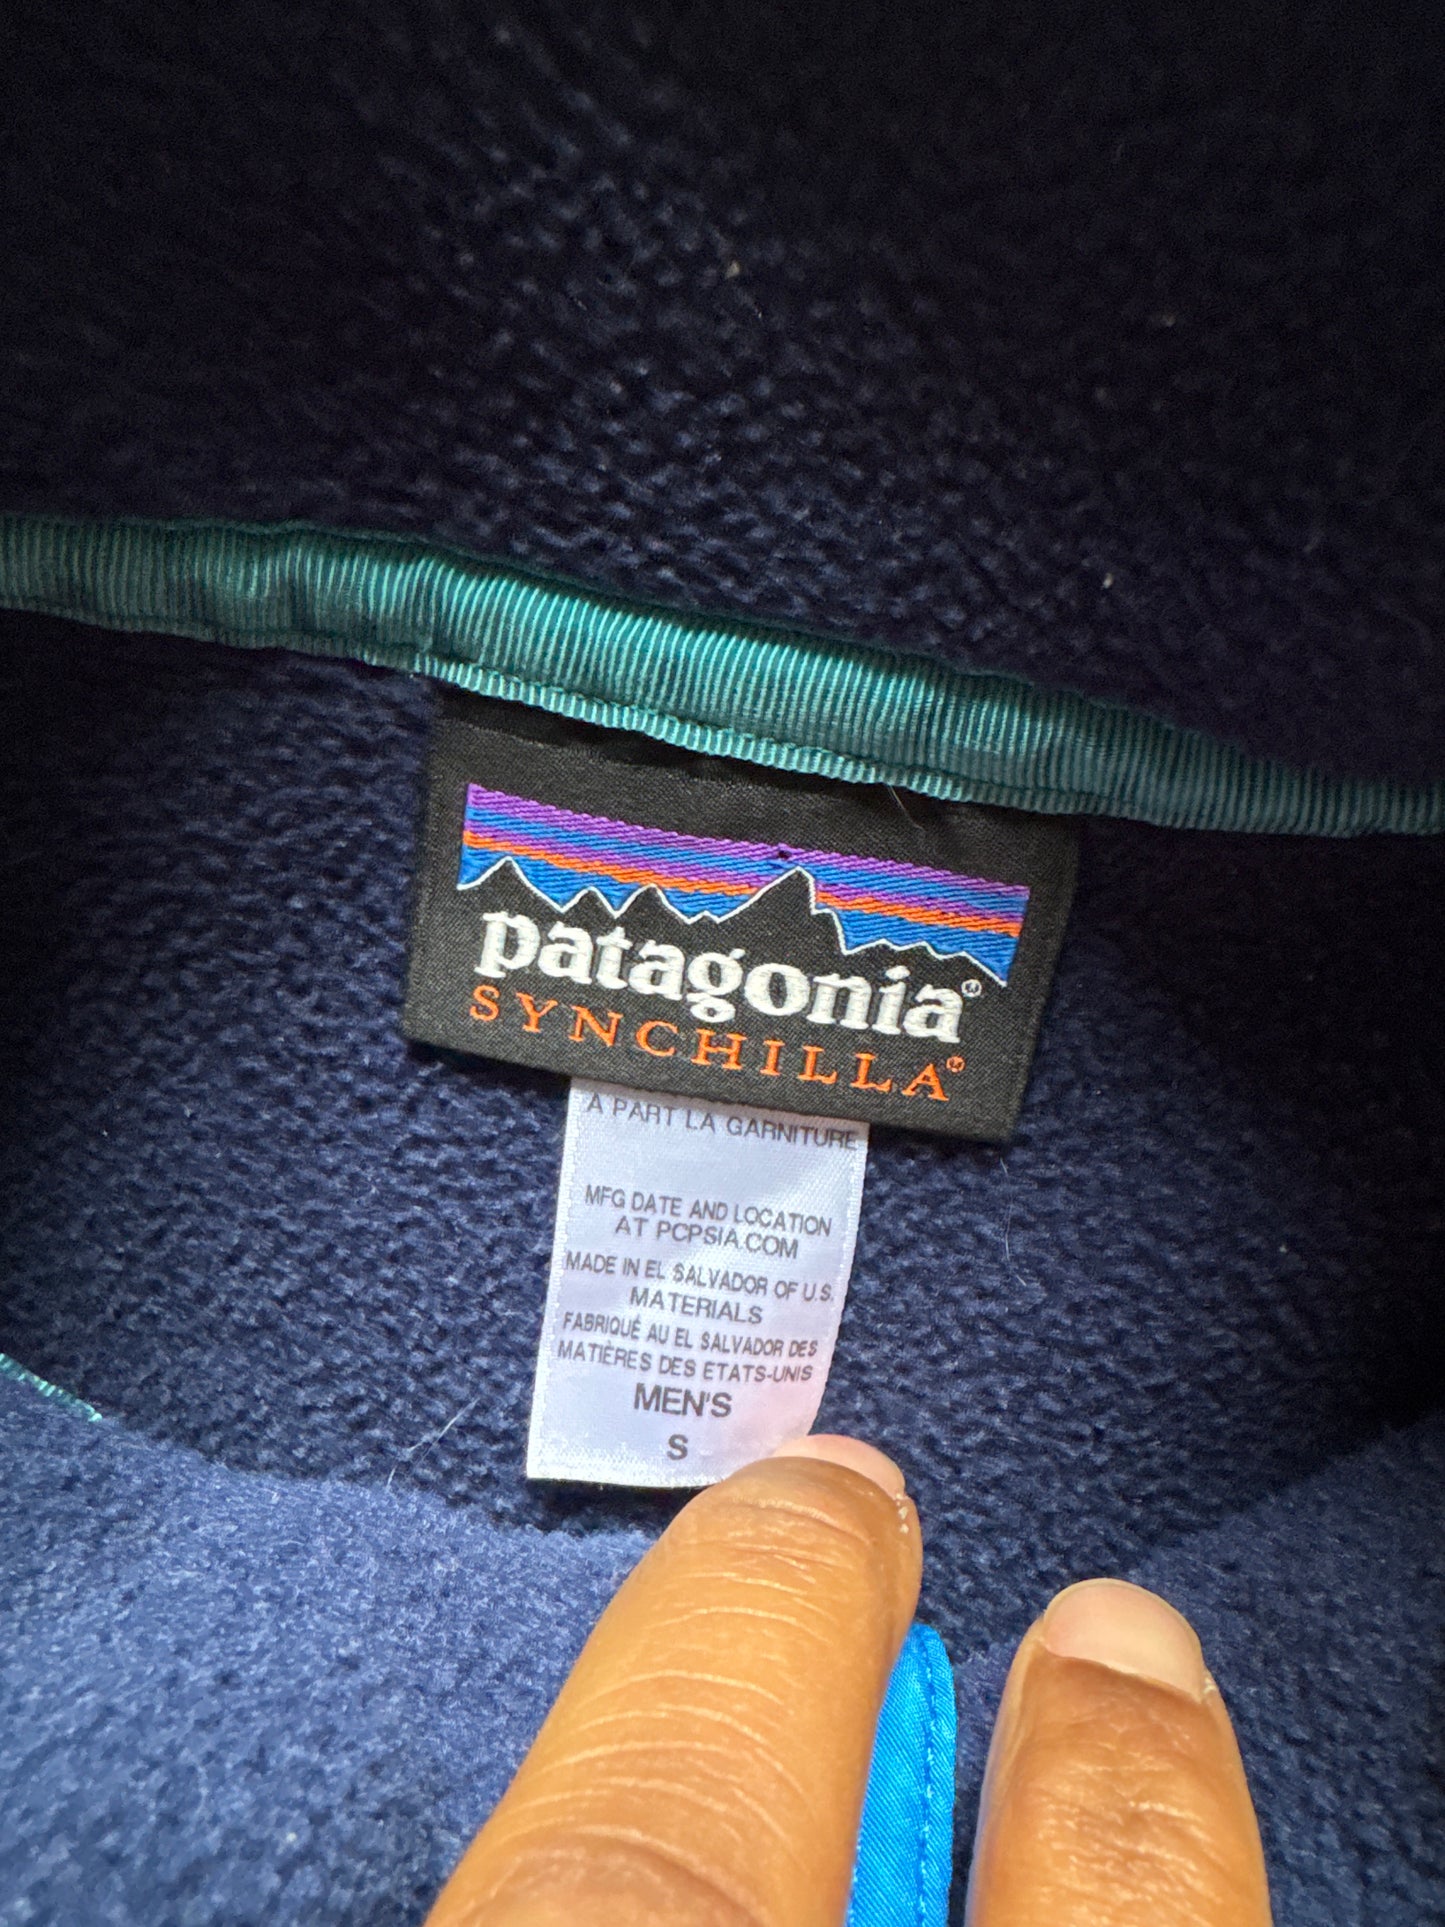 patagonia®
SYNCHILLA®
À PART LA GARNITURE
MFG DATE AND LOCATION
AT PCPSIA.COM
MADE IN EL SALVADOR OF U.S.
MATERIALS
FABRIQUÉ AU EL SALVADOR DES
MATIÈRES DES ETATS-UNIS
MEN'S
S